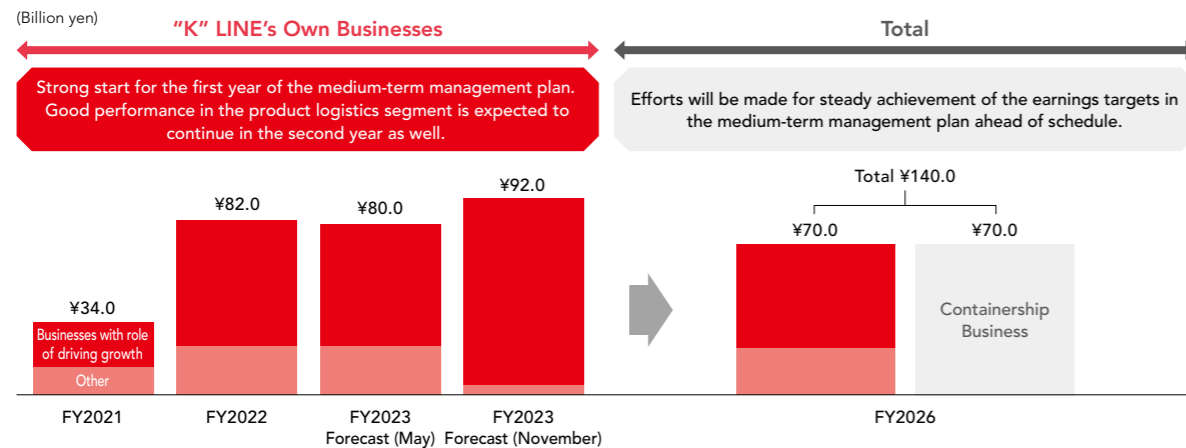 (Billion yen)
“K” LINE’s Own Businesses
Total
Strong start for the first year of the medium-term management plan.
Good performance in the product logistics segment is expected to
continue in the second year as well.
Efforts will be made for steady achievement of the earnings targets in
the medium-term management plan ahead of schedule.
¥34.0
Businesses with role
of driving growth
Other
¥82.0
¥80.0
¥92.0
Total ¥140.0
¥70.0
¥70.0
Containership
Business
FY2021
FY2022
FY2023
Forecast (May)
FY2023
Forecast (November)
FY2026